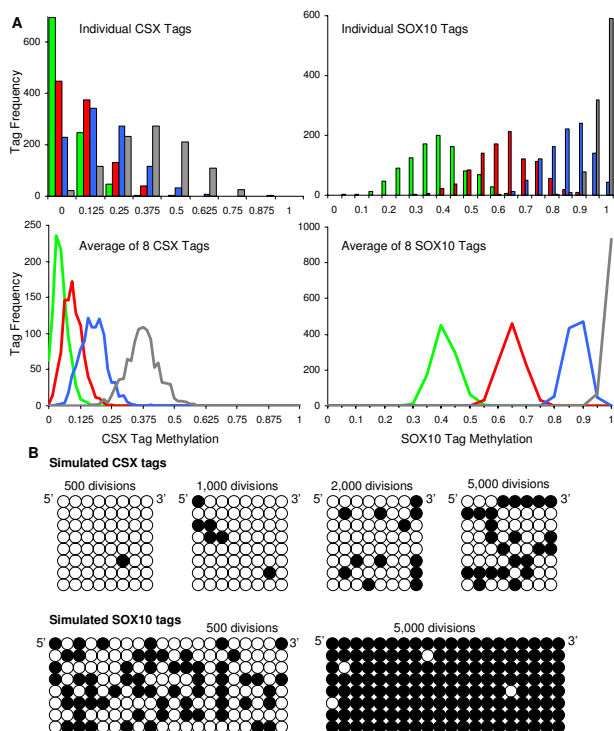 A
Individual CSX Tags
Individual SOX10 Tags
Tag Frequency
600
400
200
0
0 0.125 0.25 0.375 0.5 0.625 0.75 0.875 1
600
400
200
0
0 0.1 0.2 0.3 0.4 0.5 0.6 0.7 0.8 0.9 1
Average of 8 CSX Tags
Average of 8 SOX10 Tags
Tag Frequency
250
200
150
100
50
0
0 0.125 0.25 0.375 0.5 0.625 0.75 0.875 1
CSX Tag Methylation
1000
800
600
400
200
0
0 0.1 0.2 0.3 0.4 0.5 0.6 0.7 0.8 0.9 1
SOX10 Tag Methylation
B
Simulated CSX tags
500 divisions 1,000 divisions 2,000 divisions 5,000 divisions
5' 3' 5' 3' 5' 3' 5' 3'
Simulated SOX10 tags
500 divisions 5,000 divisions
5' 3' 5' 3'